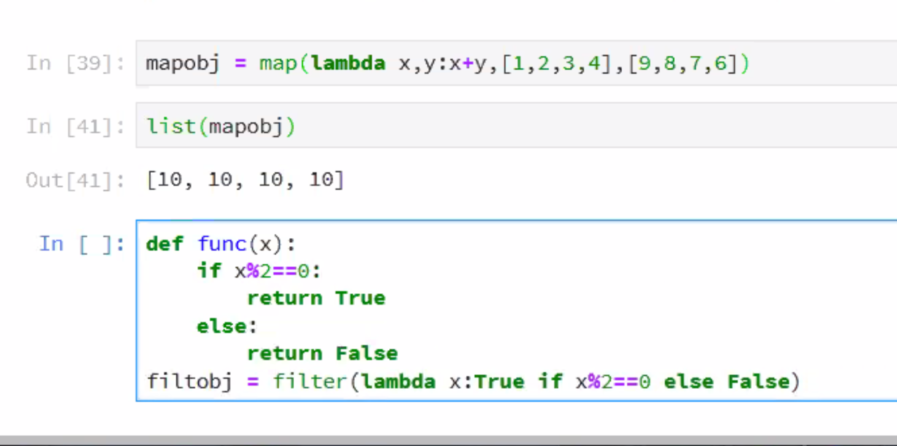 In [39]: mapobj = map(lambda x,y:x+y,[1,2,3,4],[9,8,7,6])
In [41]: list(mapobj)
Out[41]: [10, 10, 10, 10]
In [ ]: def func(x):
    if x%2==0:
        return True
    else:
        return False
filtobj = filter(lambda x:True if x%2==0 else False)